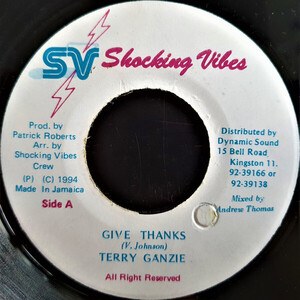 SV Shocking Vibes
Prod. by
Patrick Roberts
Arr. by
Shocking Vibes
Crew
(P) (C) 1994
Made In Jamaica
Side A
Distributed by
Dynamic Sound
15 Bell Road
Kingston 11.
92-39166 or
92-39138
Mixed by
Andrese Thomas
GIVE THANKS
(V. Johnson)
TERRY GANZIE
All Right Reserved